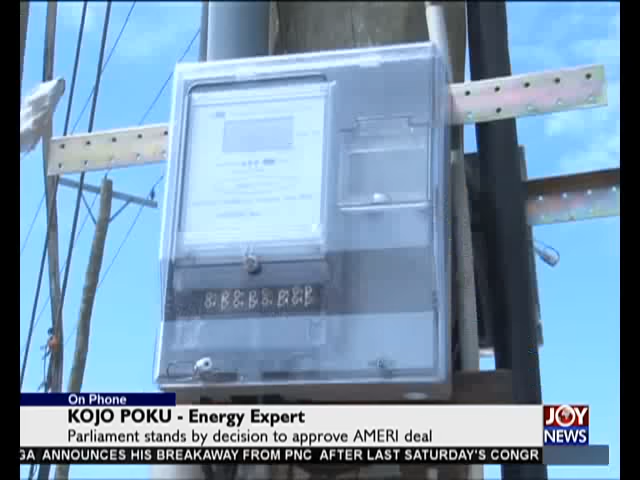 On Phone
KOJO POKU - Energy Expert
Parliament stands by decision to approve AMERI deal
JOY
NEWS
GA ANNOUNCES HIS BREAKAWAY FROM PNC AFTER LAST SATURDAY'S CONGR